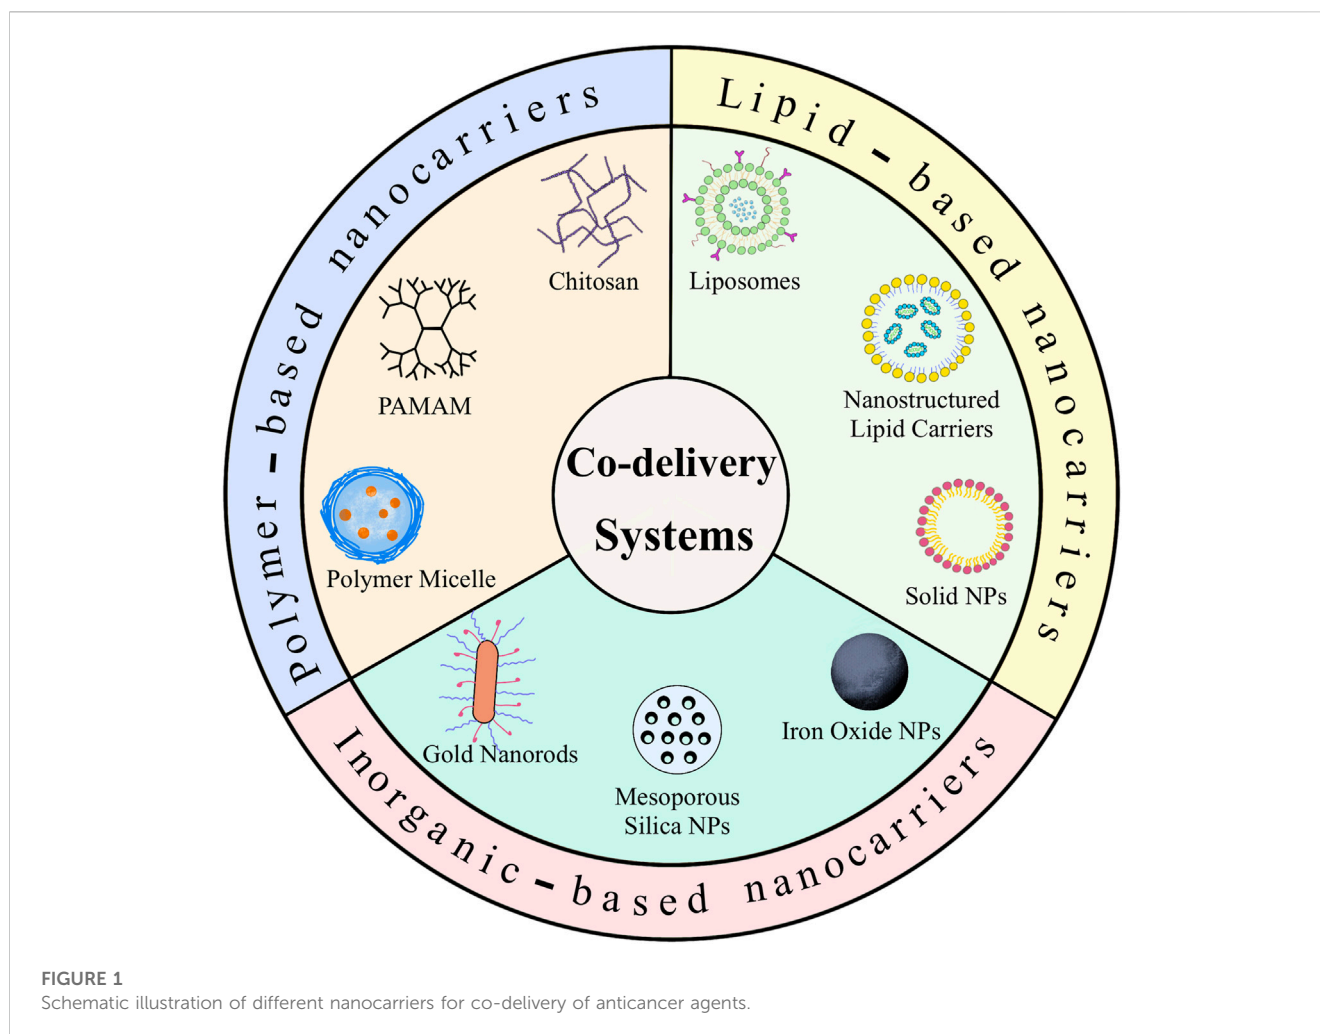 Polymer-based nanocarriers
Lipid-based nanocarriers
Chitosan
Liposomes
PAMAM
Nanostructured
Lipid Carriers
Co-delivery
Systems
Polymer Micelle
Solid NPs
Gold Nanorods
Mesoporous
Silica NPs
Iron Oxide NPs
Inorganic-based nanocarriers
FIGURE 1
Schematic illustration of different nanocarriers for co-delivery of anticancer agents.